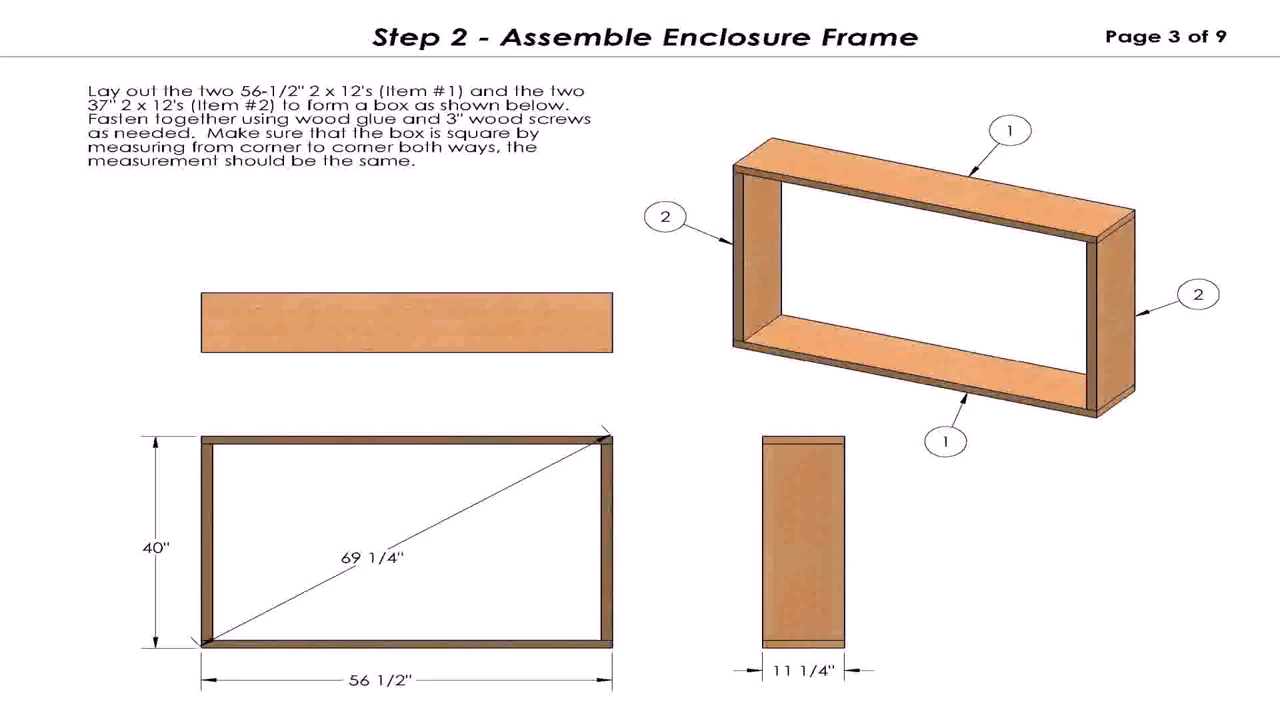 Step 2 - Assemble Enclosure Frame
Page 3 of 9
Lay out the two 56-1/2" 2 x 12's (Item #1) and the two
37" 2 x 12's (Item #2) to form a box as shown below.
Fasten together using wood glue and 3" wood screws
as needed.  Make sure that the box is square by
measuring from corner to corner both ways, the
measurement should be the same.
1
2
2
1
40"
69 1/4"
56 1/2"
11 1/4"